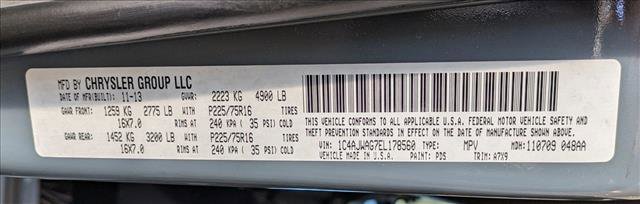 MFD BY CHRYSLER GROUP LLC
DATE OF MFR(BUILT): 11-13 GVWR: 2223 KG 4900 LB
GAWR FRONT: 1259 KG 2775 LB P225/75R16 TIRES
16X7.0 RIMS AT 240 KPA ( 35 PSI) COLD
GAWR REAR: 1452 KG 3200 LB P225/75R16 TIRES
16X7.0 RIMS AT 240 KPA ( 35 PSI) COLD
THIS VEHICLE CONFORMS TO ALL APPLICABLE U.S.A. FEDERAL MOTOR VEHICLE SAFETY
AND THEFT PREVENTION STANDARDS IN EFFECT ON THE DATE OF MANUFACTURE SHOWN ABOVE.
VIN: 1C4AJWAG7EL178560 TYPE: MPV MDH:110709 048AA
VEHICLE MADE IN U.S.A. PAINT: PDS TRIM: A7X9